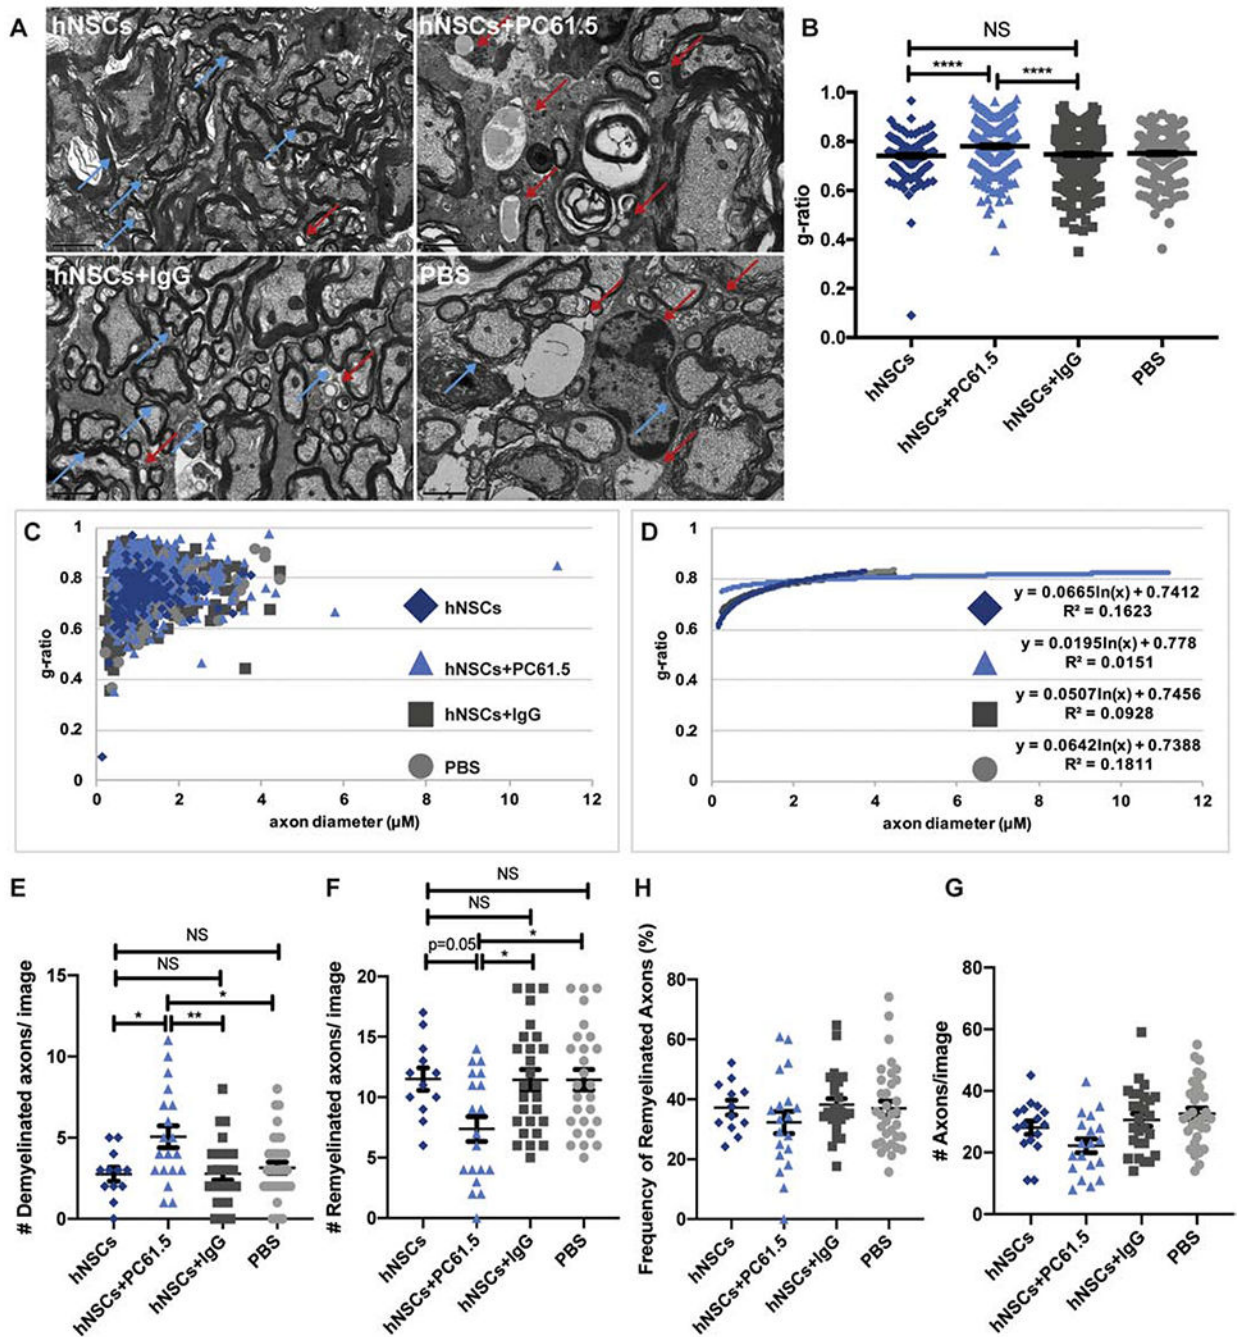 A
hNSCs
hNSCs+PC61.5
hNSCs+IgG
PBS
B
NS
****
****
g-ratio
1.0
0.8
0.6
0.4
0.2
0.0
hNSCs
hNSCs+PC61.5
hNSCs+IgG
PBS
C
g-ratio
1
0.8
0.6
0.4
0.2
0
0 2 4 6 8 10 12
axon diameter (µM)
hNSCs
hNSCs+PC61.5
hNSCs+IgG
PBS
D
g-ratio
1
0.8
0.6
0.4
0.2
0
0 2 4 6 8 10 12
axon diameter (µM)
y = 0.0665ln(x) + 0.7412
R² = 0.1623
y = 0.0195ln(x) + 0.778
R² = 0.0151
y = 0.0507ln(x) + 0.7456
R² = 0.0928
y = 0.0642ln(x) + 0.7388
R² = 0.1811
E
NS
NS
*
*
**
# Demyelinated axons/ image
15
10
5
0
hNSCs
hNSCs+PC61.5
hNSCs+IgG
PBS
F
NS
NS
*
p=0.05
*
# Remyelinated axons/ image
20
15
10
5
0
hNSCs
hNSCs+PC61.5
hNSCs+IgG
PBS
H
Frequency of Remyelinated Axons (%)
80
60
40
20
0
hNSCs
hNSCs+PC61.5
hNSCs+IgG
PBS
G
# Axons/image
80
60
40
20
0
hNSCs
hNSCs+PC61.5
hNSCs+IgG
PBS